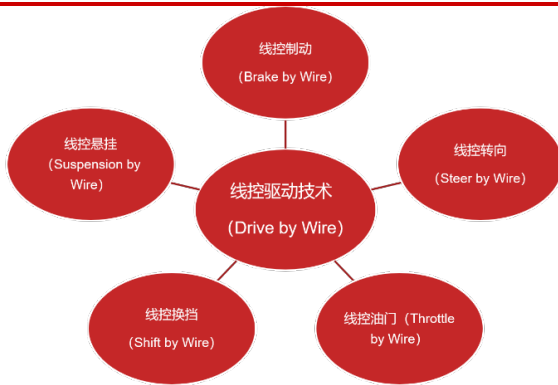 线控制动
（Brake by Wire）
线控悬挂
（Suspension by
Wire）
线控转向
（Steer by Wire）
线控驱动技术
（Drive by Wire）
线控换挡
（Shift by Wire）
线控油门（Throttle
by Wire）